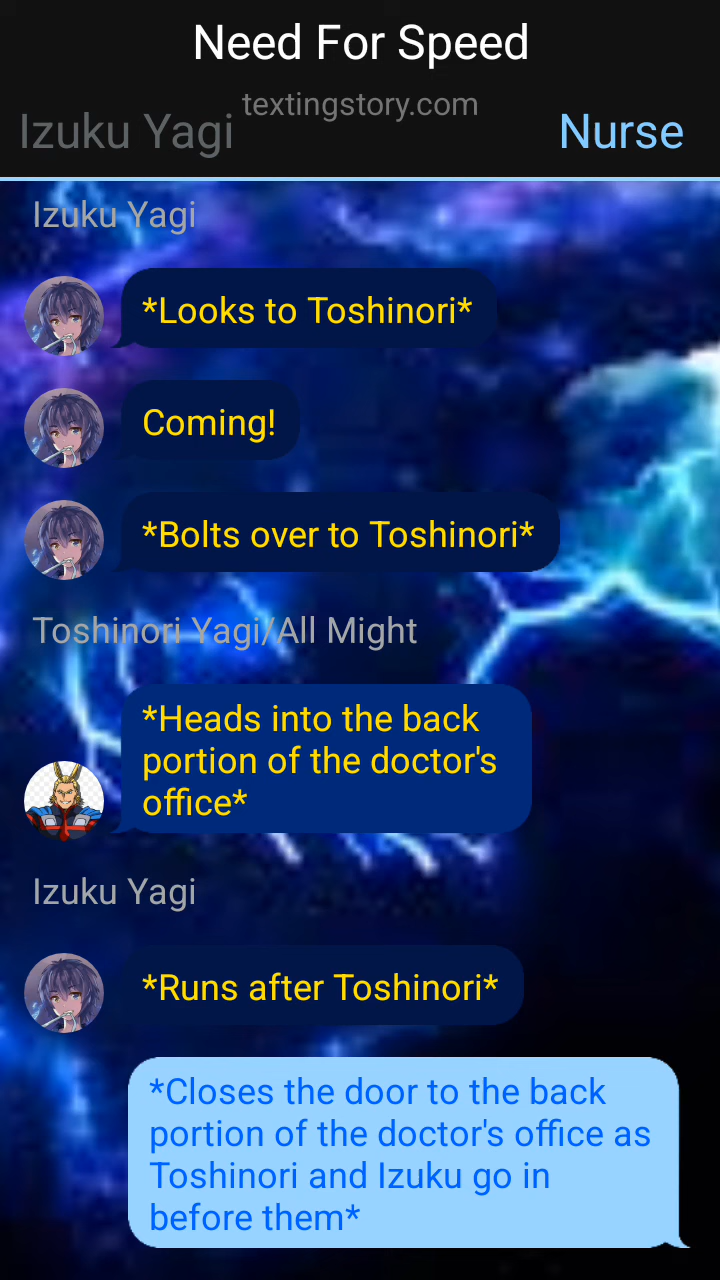 Need For Speed
textingstory.com
Izuku Yagi
Nurse
Izuku Yagi
*Looks to Toshinori*
Coming!
*Bolts over to Toshinori*
Toshinori Yagi/All Might
*Heads into the back
portion of the doctor's
office*
Izuku Yagi
*Runs after Toshinori*
*Closes the door to the back
portion of the doctor's office as
Toshinori and Izuku go in
before them*